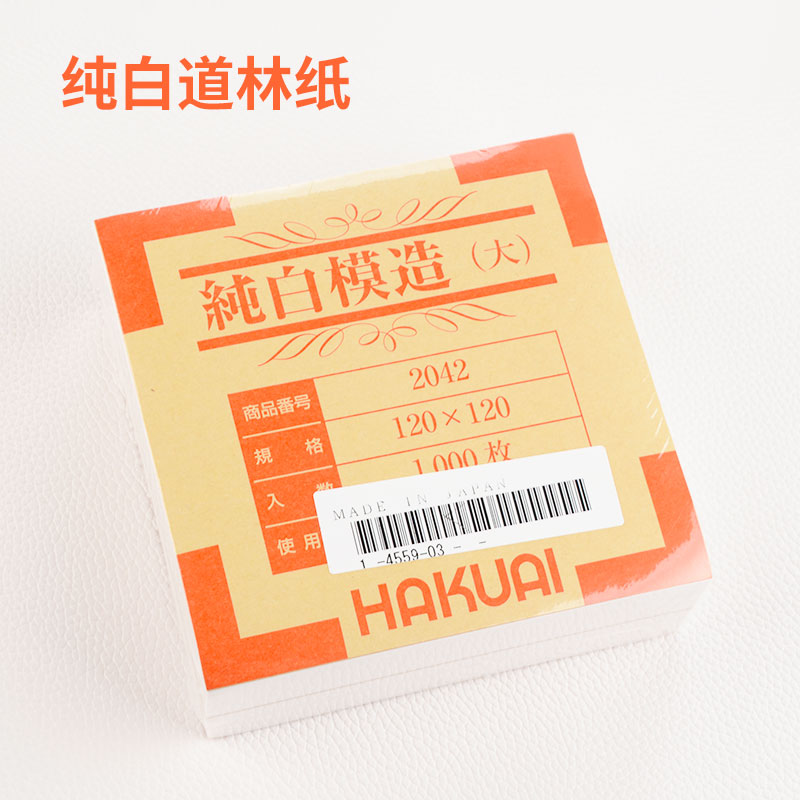 纯白道林纸
純白模造（大）
商品番号 2042
規格 120×120
入数 1,000枚
使用
MADE IN JAPAN
1 -4559-03 - -
HAKUAI